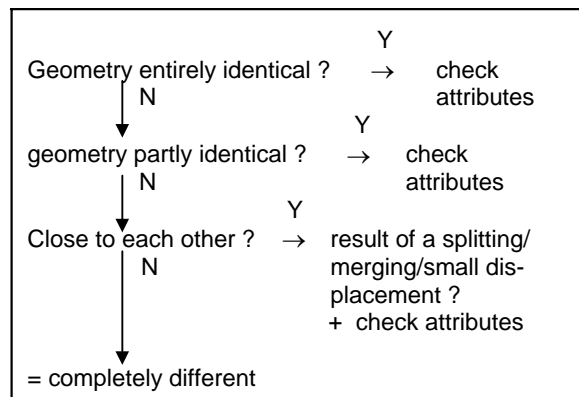 Y
Geometry entirely identical ? → check
N attributes
Y
geometry partly identical ? → check
N attributes
Y
Close to each other ? → result of a splitting/
N merging/small dis-
placement ?
+ check attributes
= completely different